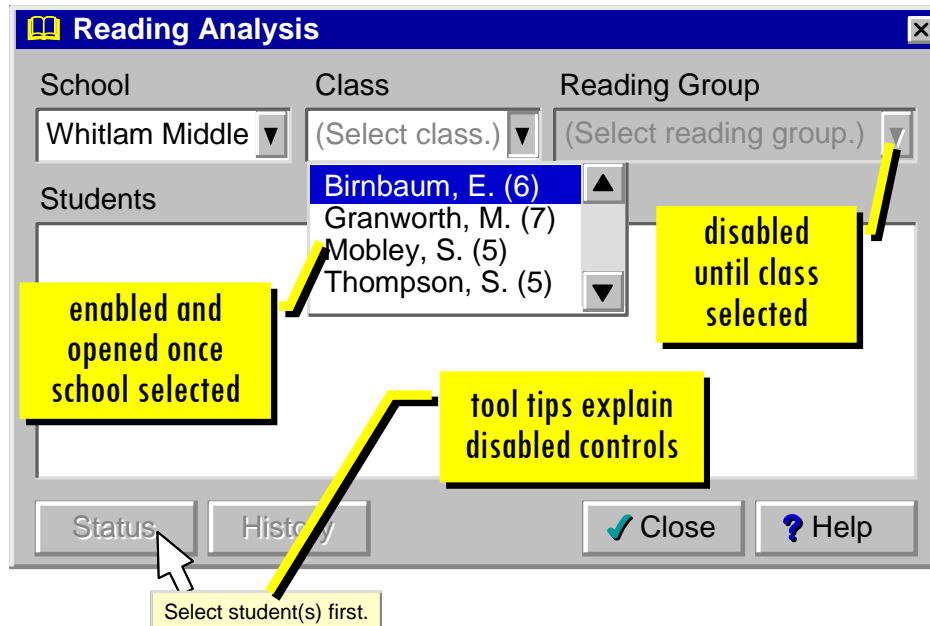 Reading Analysis
School
Class
Reading Group
Whitlam Middle
(Select class.)
(Select reading group.)
Students
Birnbaum, E. (6)
Granworth, M. (7)
Mobley, S. (5)
Thompson, S. (5)
disabled
until class
selected
enabled and
opened once
school selected
tool tips explain
disabled controls
Status
History
Close
? Help
Select student(s) first.